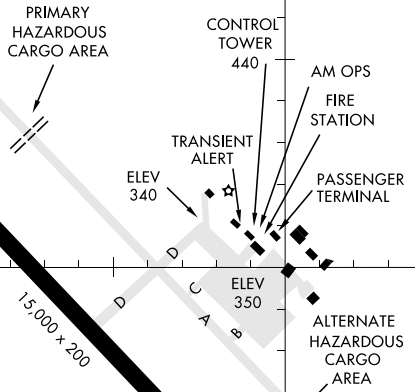 PRIMARY
HAZARDOUS
CARGO AREA
CONTROL
TOWER
440
AM OPS
FIRE
STATION
TRANSIENT
ALERT
ELEV
340
PASSENGER
TERMINAL
D
D
C
A
B
ELEV
350
15,000 x 200
ALTERNATE
HAZARDOUS
CARGO
AREA